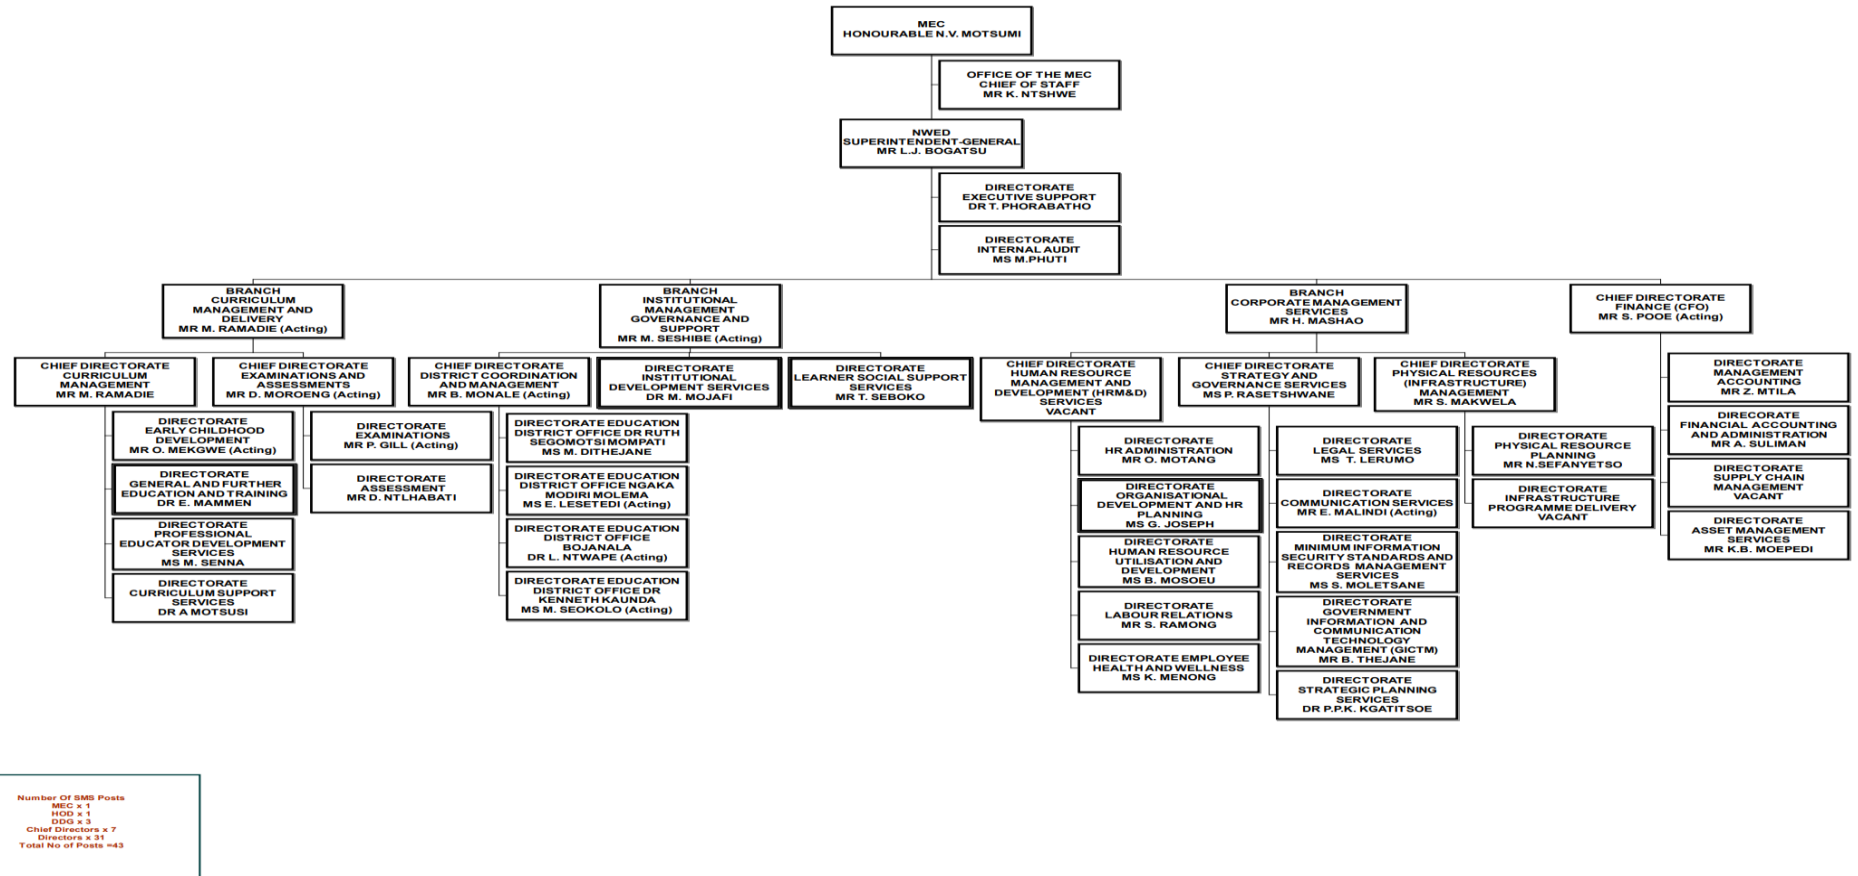 MEC
HONOURABLE N.V. MOTSUMI
OFFICE OF THE MEC
CHIEF OF STAFF
MR K. NTSHWE
NWED
SUPERINTENDENT-GENERAL
MR L.J. BOGATSU
DIRECTORATE
EXECUTIVE SUPPORT
DR T. PHORABATHO
DIRECTORATE
INTERNAL AUDIT
MS M.PHUTI
BRANCH
CURRICULUM
MANAGEMENT AND
DELIVERY
MR M. RAMADIE (Acting)
BRANCH
INSTITUTIONAL
MANAGEMENT
GOVERNANCE AND
SUPPORT
MR M. SESHIBE (Acting)
BRANCH
CORPORATE MANAGEMENT
SERVICES
MR H. MASHAO
CHIEF DIRECTORATE
FINANCE (CFO)
MR S. POOE (Acting)
CHIEF DIRECTORATE
CURRICULUM
MANAGEMENT
MR M. RAMADIE
CHIEF DIRECTORATE
EXAMINATIONS AND
ASSESSMENTS
MR D. MOROENG (Acting)
CHIEF DIRECTORATE
DISTRICT COORDINATION
AND MANAGEMENT
MR B. MONALE (Acting)
DIRECTORATE
INSTITUTIONAL
DEVELOPMENT SERVICES
DR M. MOJAFI
DIRECTORATE
LEARNER SOCIAL SUPPORT
SERVICES
MR T. SEBOKO
CHIEF DIRECTORATE
HUMAN RESOURCE
MANAGEMENT AND
DEVELOPMENT (HRM&D)
SERVICES
VACANT
CHIEF DIRECTORATE
STRATEGY AND
GOVERNANCE SERVICES
MS P. RASETSHWANE
CHIEF DIRECTORATE
PHYSICAL RESOURCES
(INFRASTRUCTURE)
MANAGEMENT
MR S. MAKWELA
DIRECTORATE
MANAGEMENT
ACCOUNTING
MR Z. MTILA
DIRECORATE
FINANCIAL ACCOUNTING
AND ADMINISTRATION
MR A. SULIMAN
DIRECTORATE
SUPPLY CHAIN
MANAGEMENT
VACANT
DIRECTORATE
ASSET MANAGEMENT
SERVICES
MR K.B. MOEPEDI
DIRECTORATE
EARLY CHILDHOOD
DEVELOPMENT
MR O. MEKGWE (Acting)
DIRECTORATE
GENERAL AND FURTHER
EDUCATION AND TRAINING
DR E. MAMMEN
DIRECTORATE
PROFESSIONAL
EDUCATOR DEVELOPMENT
SERVICES
MS M. SENNA
DIRECTORATE
CURRICULUM SUPPORT
SERVICES
DR A MOTSUSI
DIRECTORATE
EXAMINATIONS
MR P. GILL (Acting)
DIRECTORATE
ASSESSMENT
MR D. NTLHABATI
DIRECTORATE EDUCATION
DISTRICT OFFICE DR RUTH
SEGOMOTSI MOMPATI
MS M. DITHEJANE
DIRECTORATE EDUCATION
DISTRICT OFFICE NGAKA
MODIRI MOLEMA
MS E. LESETEDI (Acting)
DIRECTORATE EDUCATION
DISTRICT OFFICE
BOJANALA
DR L. NTWAPE (Acting)
DIRECTORATE EDUCATION
DISTRICT OFFICE DR
KENNETH KAUNDA
MS M. SEOKOLO (Acting)
DIRECTORATE
HR ADMINISTRATION
MR O. MOTANG
DIRECTORATE
ORGANISATIONAL
DEVELOPMENT AND HR
PLANNING
MS G. JOSEPH
DIRECTORATE
HUMAN RESOURCE
UTILISATION AND
DEVELOPMENT
MS B. MOSOEU
DIRECTORATE
LABOUR RELATIONS
MR S. RAMONG
DIRECTORATE EMPLOYEE
HEALTH AND WELLNESS
MS K. MENONG
DIRECTORATE
LEGAL SERVICES
MS T. LERUMO
DIRECTORATE
COMMUNICATION SERVICES
MR E. MALINDI (Acting)
DIRECTORATE
MINIMUM INFORMATION
SECURITY STANDARDS AND
RECORDS MANAGEMENT
SERVICES
MS S. MOLETSANE
DIRECTORATE
GOVERNMENT
INFORMATION AND
COMMUNICATION
TECHNOLOGY
MANAGEMENT (GICTM)
MR B. THEJANE
DIRECTORATE
STRATEGIC PLANNING
SERVICES
DR P.P.K. KGATITSOE
DIRECTORATE
PHYSICAL RESOURCE
PLANNING
MR N.SEFANYETSO
DIRECTORATE
INFRASTRUCTURE
PROGRAMME DELIVERY
VACANT
Number Of SMS Posts
MEC x 1
HOD x 1
DDG x 3
Chief Directors x 7
Directors x 31
Total No of Posts =43